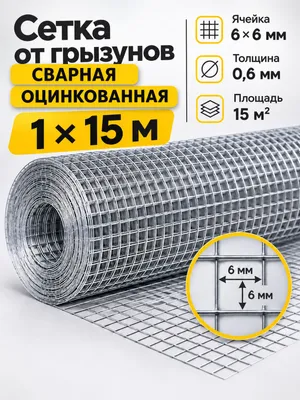 Сетка
от грызунов
СВАРНАЯ
ОЦИНКОВАННАЯ
1 × 15 м
Ячейка
6 × 6 мм
Толщина
0,6 мм
Площадь
15 м²
6 мм
6 мм